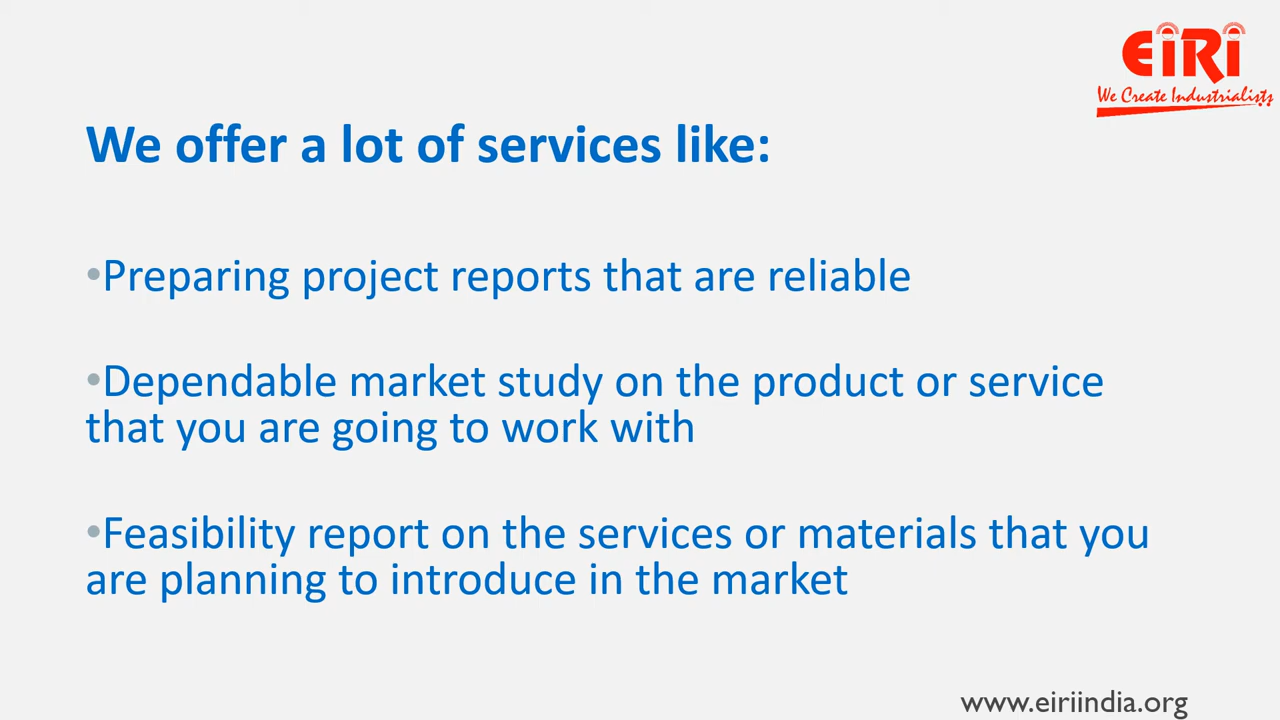 EiRi
We Create Industrialists
We offer a lot of services like:
•Preparing project reports that are reliable
•Dependable market study on the product or service
that you are going to work with
•Feasibility report on the services or materials that you
are planning to introduce in the market
www.eiriindia.org